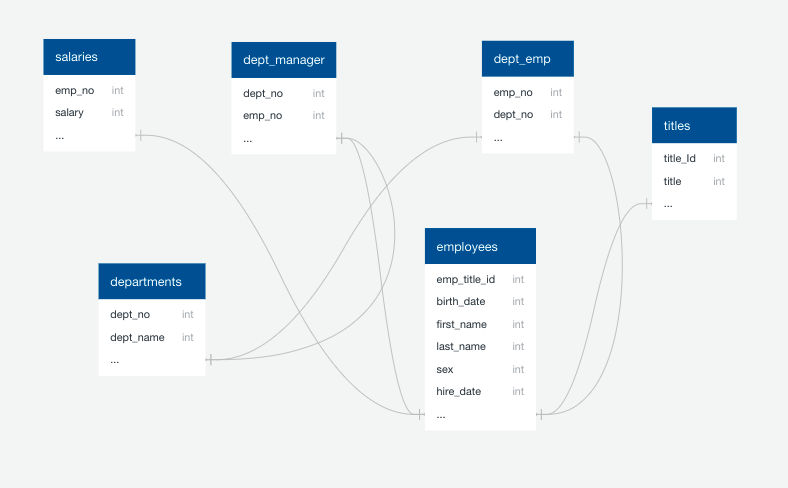 salaries
emp_no int
salary int
...
dept_manager
dept_no int
emp_no int
...
dept_emp
emp_no int
dept_no int
...
titles
title_Id int
title int
...
employees
emp_title_id int
birth_date int
first_name int
last_name int
sex int
hire_date int
...
departments
dept_no int
dept_name int
...